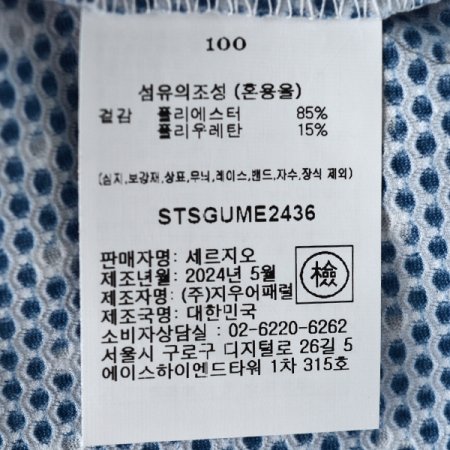 100
섬유의조성 (혼용율)
겉감 폴리에스터 85%
폴리우레탄 15%
(심지,보강재,상표,무늬,레이스,밴드,자수,장식 제외)
STSGUME2436
판매자명: 세르지오
제조년월: 2024년 5월
제조자명: (주)지우어패럴
檢
제조국명: 대한민국
소비자상담실 : 02-6220-6262
서울시 구로구 디지털로 26길 5
에이스하이엔드타워 1차 315호